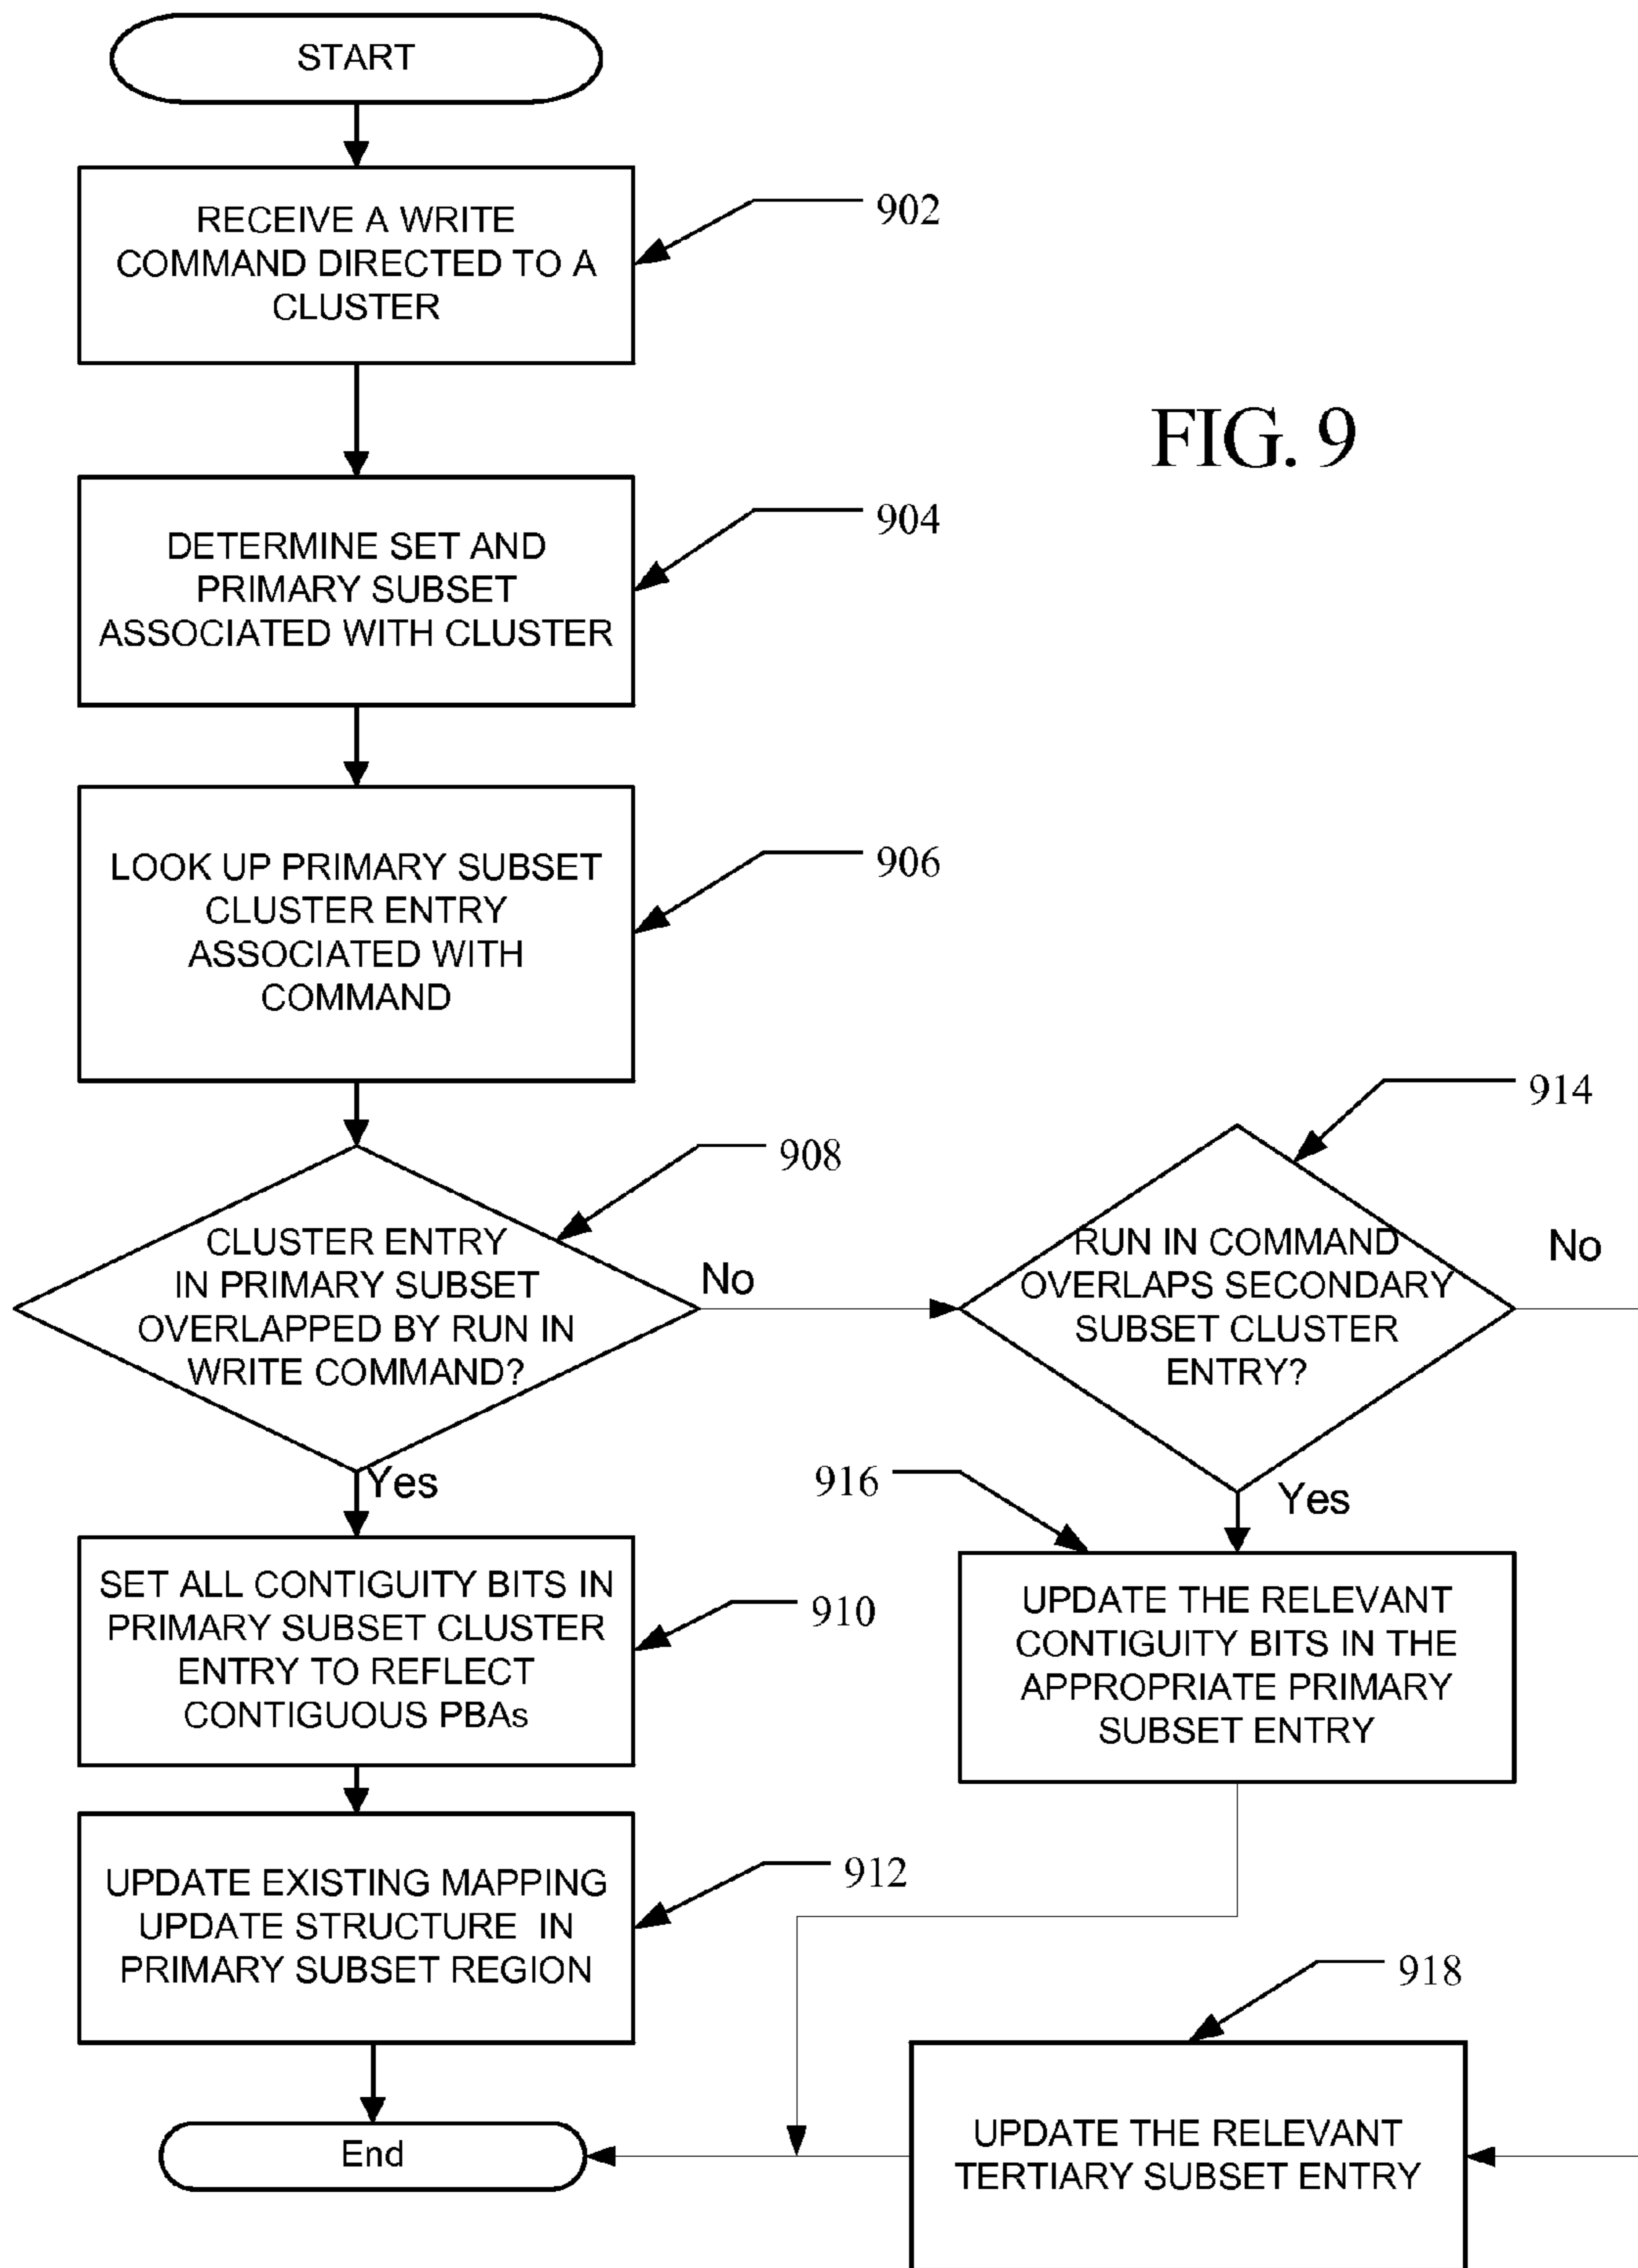 START
RECEIVE A WRITE
COMMAND DIRECTED TO A
CLUSTER
902
FIG. 9
DETERMINE SET AND
PRIMARY SUBSET
ASSOCIATED WITH CLUSTER
904
LOOK UP PRIMARY SUBSET
CLUSTER ENTRY
ASSOCIATED WITH
COMMAND
906
CLUSTER ENTRY
IN PRIMARY SUBSET
OVERLAPPED BY RUN IN
WRITE COMMAND?
908
No
Yes
RUN IN COMMAND
OVERLAPS SECONDARY
SUBSET CLUSTER
ENTRY?
914
No
Yes
SET ALL CONTIGUITY BITS IN
PRIMARY SUBSET CLUSTER
ENTRY TO REFLECT
CONTIGUOUS PBAs
910
916
UPDATE THE RELEVANT
CONTIGUITY BITS IN THE
APPROPRIATE PRIMARY
SUBSET ENTRY
UPDATE EXISTING MAPPING
UPDATE STRUCTURE IN
PRIMARY SUBSET REGION
912
918
UPDATE THE RELEVANT
TERTIARY SUBSET ENTRY
End